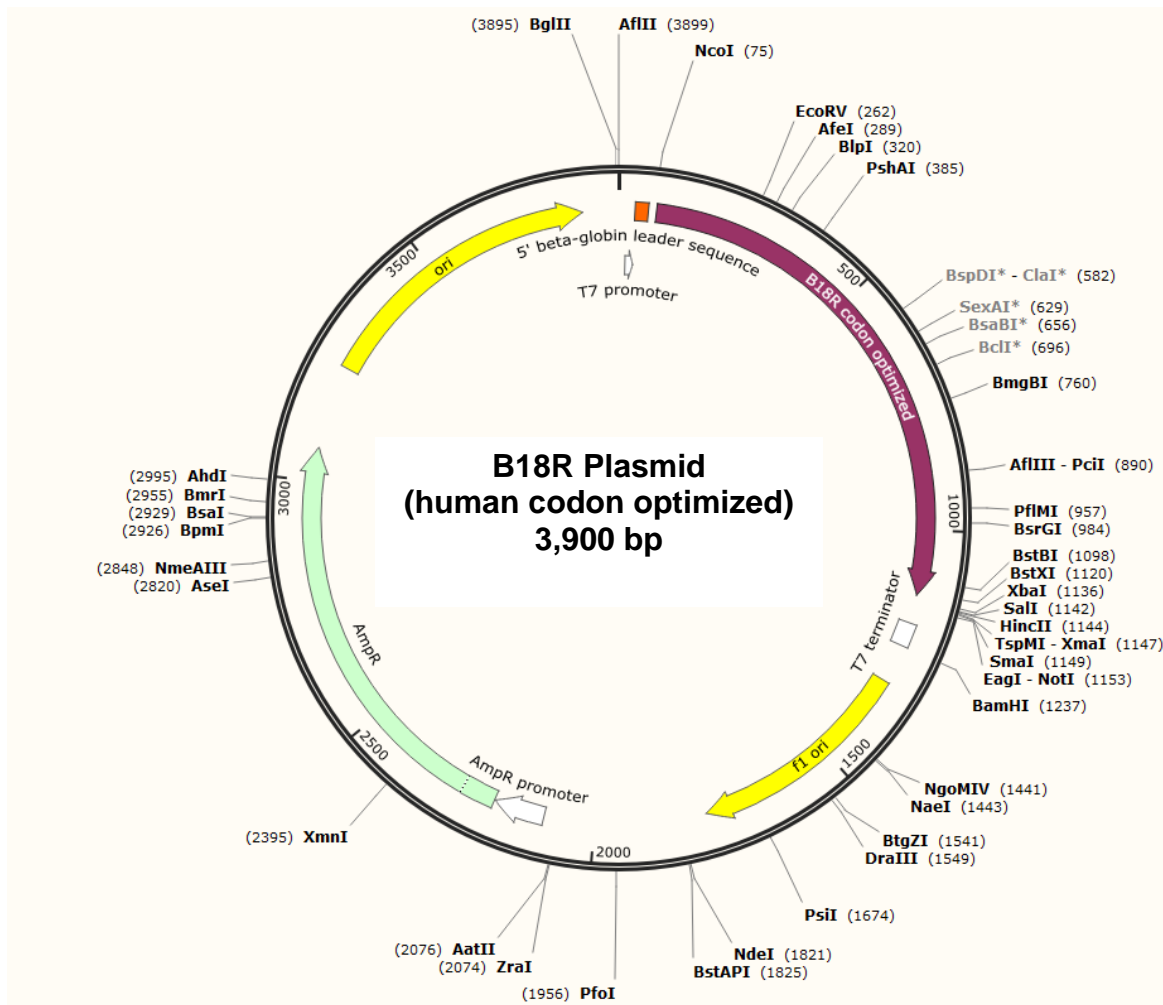 (3895) BglII
AflII (3899)
NcoI (75)
EcoRV (262)
AfeI (289)
BlpI (320)
PshAI (385)
BspDI* - ClaI* (582)
SexAI* (629)
BsaBI* (656)
BclI* (696)
BmgBI (760)
AflIII - PciI (890)
PflMI (957)
BsrGI (984)
BstBI (1098)
BstXI (1120)
XbaI (1136)
SalI (1142)
HincII (1144)
TspMI - XmaI (1147)
SmaI (1149)
EagI - NotI (1153)
BamHI (1237)
NgoMIV (1441)
NaeI (1443)
BtgZI (1541)
DraIII (1549)
PsiI (1674)
NdeI (1821)
BstAPI (1825)
(1956) PfoI
(2074) ZraI
(2076) AatII
(2395) XmnI
(2820) AseI
(2848) NmeAIII
(2926) BpmI
(2929) BsaI
(2955) BmrI
(2995) AhdI
500
1000
1500
2000
2500
3000
3500
5' beta-globin leader sequence
T7 promoter
B18R codon optimized
T7 terminator
f1 ori
AmpR promoter
AmpR
ori
B18R Plasmid
(human codon optimized)
3,900 bp